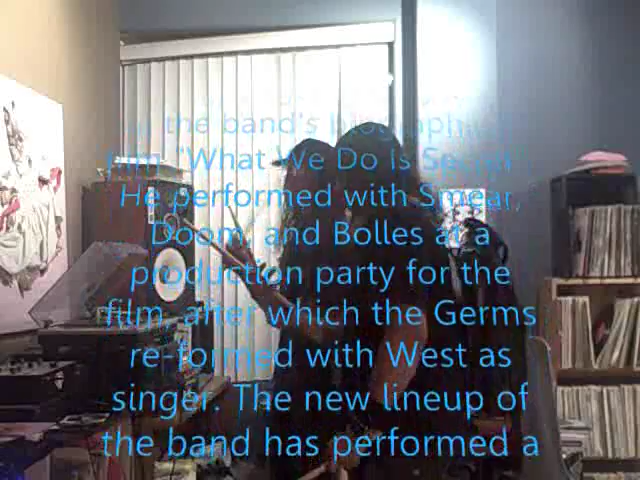 of the band's biographical
film "What We Do Is Secret".
He performed with Smear,
Doom, and Bolles at a
production party for the
film, after which the Germs
re-formed with West as
singer. The new lineup of
the band has performed a